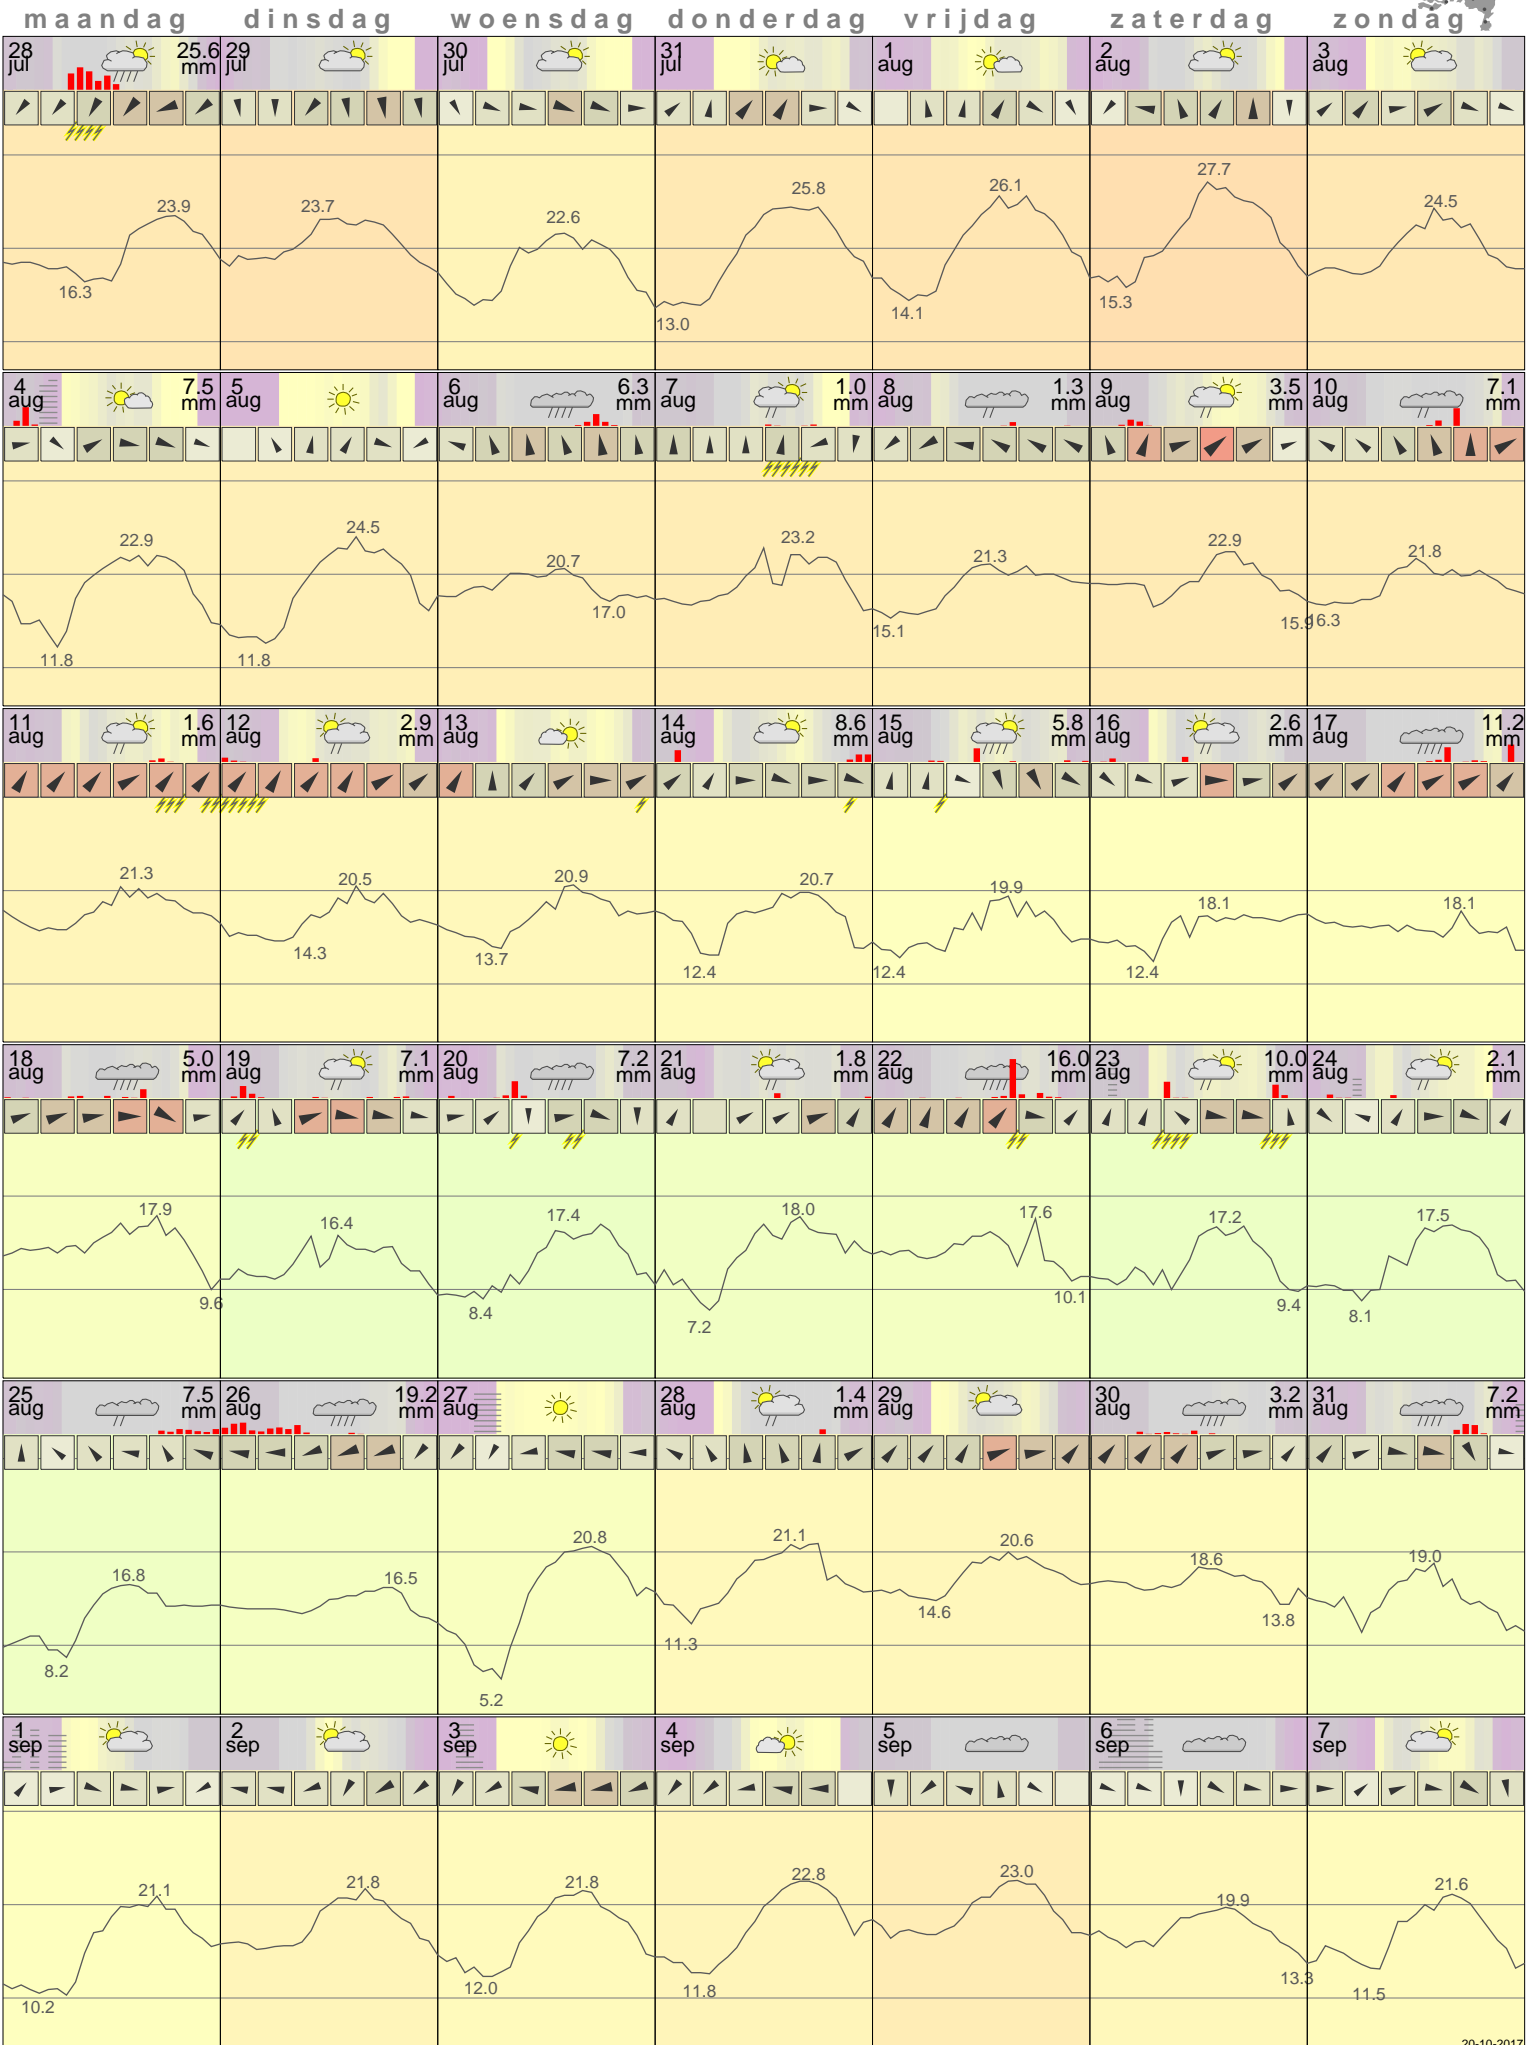 maandag dinsdag woensdag donderdag vrijdag zaterdag zondag
28 jul 25.6 mm 29 jul 30 jul 31 jul 1 aug 2 aug 3 aug
27.7
25.8 26.1
23.9 23.7 22.6 24.5
16.3 13.0 14.1 15.3
4 aug 7.5 mm 5 aug 6 aug 6.3 mm 7 aug 1.0 mm 8 aug 1.3 mm 9 aug 3.5 mm 10 aug 7.1 mm
22.9 24.5 20.7 23.2 21.3 22.9 21.8
11.8 11.8 17.0 15.1 15.9 16.3
11 aug 1.6 mm 12 aug 2.9 mm 13 aug 14 aug 8.6 mm 15 aug 5.8 mm 16 aug 2.6 mm 17 aug 11.2 mm
21.3 20.5 20.9 20.7 19.9 18.1 18.1
14.3 13.7 12.4 12.4 12.4
18 aug 5.0 mm 19 aug 7.1 mm 20 aug 7.2 mm 21 aug 1.8 mm 22 aug 16.0 mm 23 aug 10.0 mm 24 aug 2.1 mm
17.9 16.4 17.4 18.0 17.6 17.2 17.5
9.6 8.4 7.2 10.1 9.4 8.1
25 aug 7.5 mm 26 aug 19.2 mm 27 aug 28 aug 1.4 mm 29 aug 30 aug 3.2 mm 31 aug 7.2 mm
16.8 16.5 20.8 21.1 20.6 18.6 19.0
8.2 5.2 11.3 14.6 13.8
1 sep 2 sep 3 sep 4 sep 5 sep 6 sep 7 sep
21.1 21.8 21.8 22.8 23.0 19.9 21.6
10.2 12.0 11.8 13.3 11.5
20-10-2017